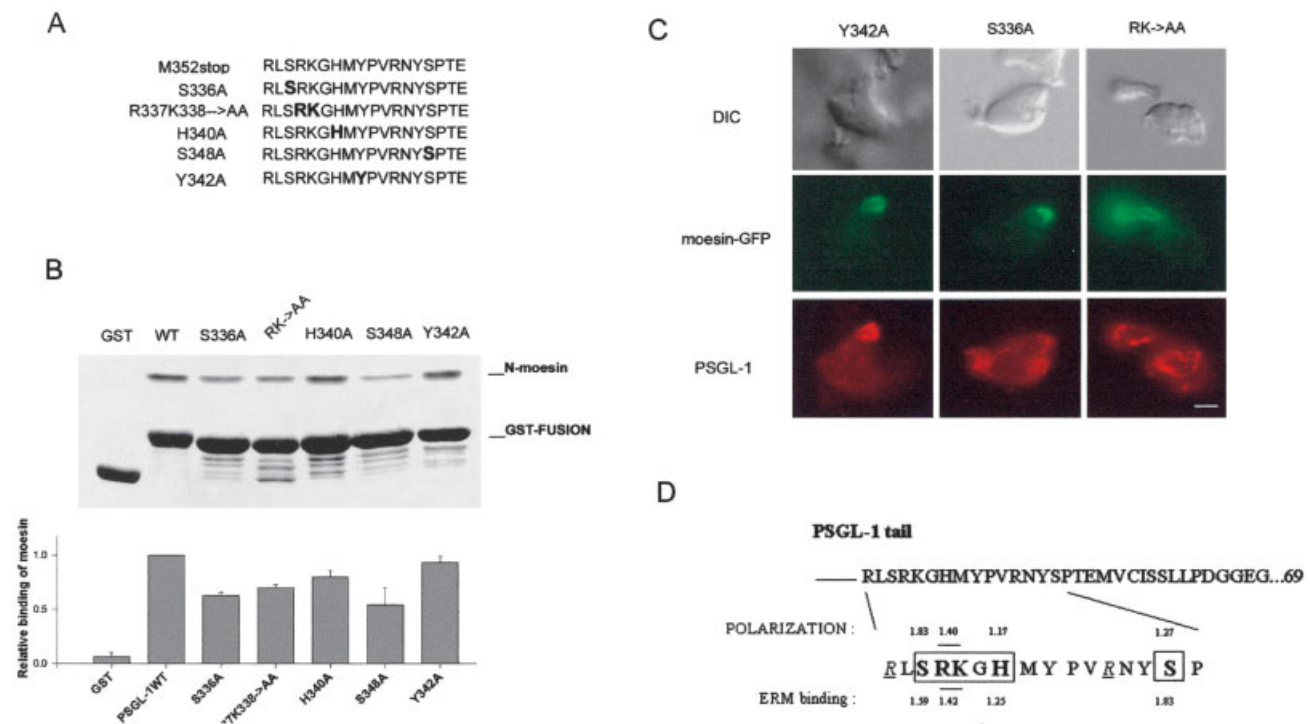 A
M352stop RLSRKGHMYPVRNYSPTE
S336A RLSRKGHMYPVRNYSPTE
R337K338-->AA RLSRKGHMYPVRNYSPTE
H340A RLSRKGHMYPVRNYSPTE
S348A RLSRKGHMYPVRNYSPTE
Y342A RLSRKGHMYPVRNYSPTE
B
GST WT S336A RK->AA H340A S348A Y342A
N-moesin
GST-FUSION
Relative binding of moesin
1.0
0.5
0.0
GST PSGL-1WT S336A 37K338->AA H340A S348A Y342A
C
Y342A S336A RK->AA
DIC
moesin-GFP
PSGL-1
D
PSGL-1 tail
RLSRKGHMYPVRNYSPTEMVCISSLLPDGGEG...69
POLARIZATION : 1.83 1.40 1.17 1.27
R L S R K G H M Y P V R N Y S P
ERM binding : 1.59 1.42 1.25 1.83